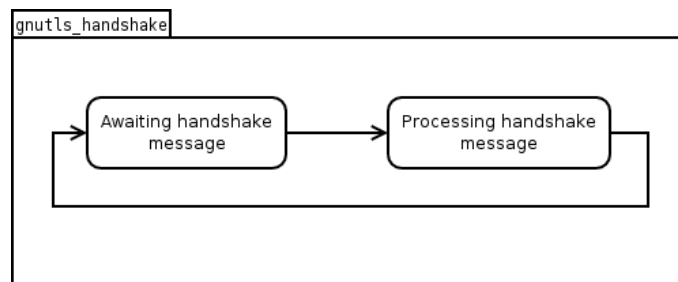 gnutls_handshake
Awaiting handshake
message
Processing handshake
message